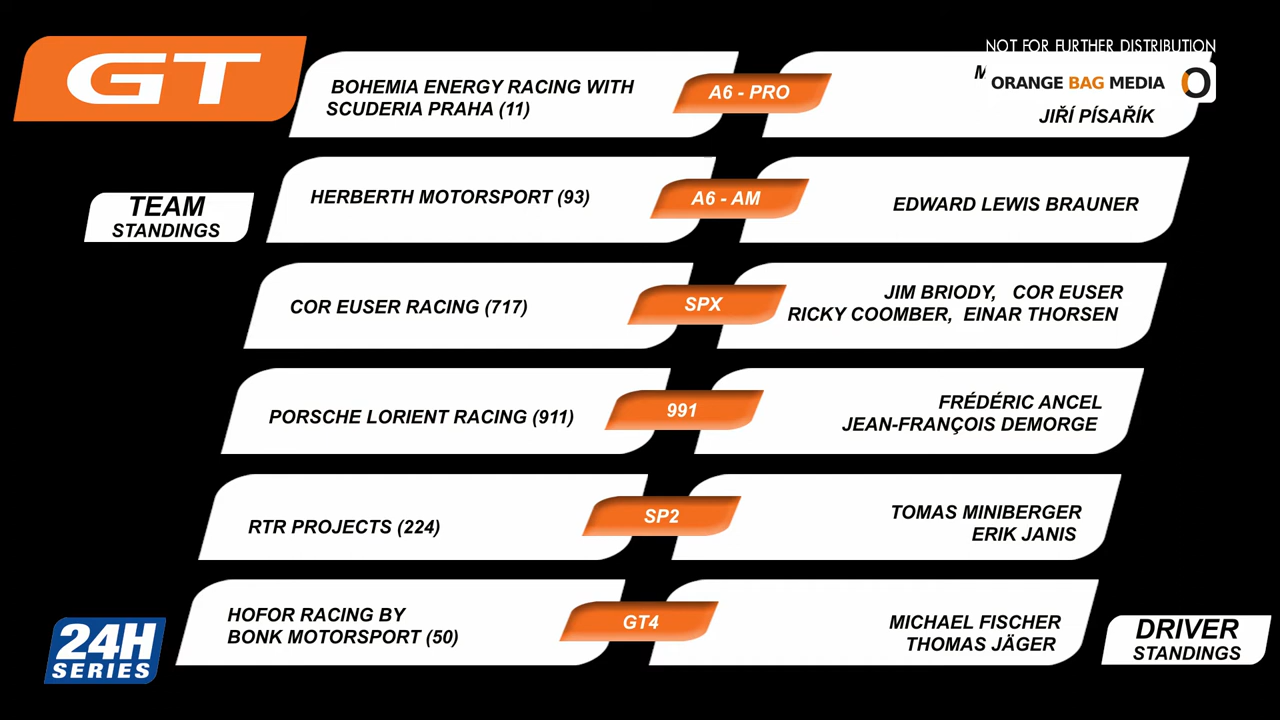 GT
NOT FOR FURTHER DISTRIBUTION
ORANGE BAG MEDIA
BOHEMIA ENERGY RACING WITH
SCUDERIA PRAHA (11)
A6 - PRO
JIŘÍ PÍSAŘÍK
TEAM
STANDINGS
HERBERTH MOTORSPORT (93)
A6 - AM
EDWARD LEWIS BRAUNER
COR EUSER RACING (717)
SPX
JIM BRIODY, COR EUSER
RICKY COOMBER, EINAR THORSEN
PORSCHE LORIENT RACING (911)
991
FRÉDÉRIC ANCEL
JEAN-FRANÇOIS DEMORGE
RTR PROJECTS (224)
SP2
TOMAS MINIBERGER
ERIK JANIS
HOFOR RACING BY
BONK MOTORSPORT (50)
GT4
MICHAEL FISCHER
THOMAS JÄGER
24H
SERIES
DRIVER
STANDINGS